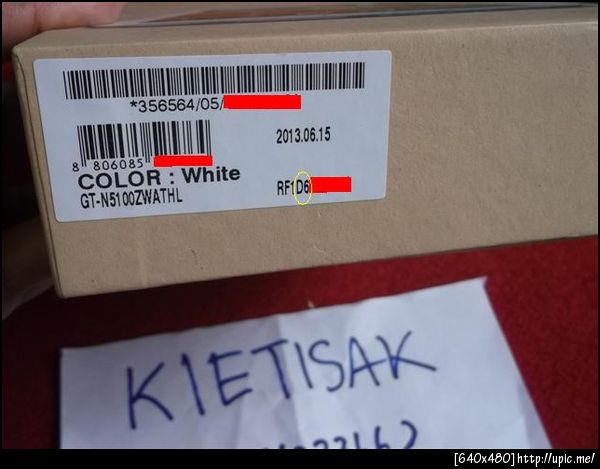 *356564/05/
2013.06.15
8 806085
COLOR : White
GT-N5100ZWATHL
RF1D6
KIETISAK
[640x480]http://upic.me/